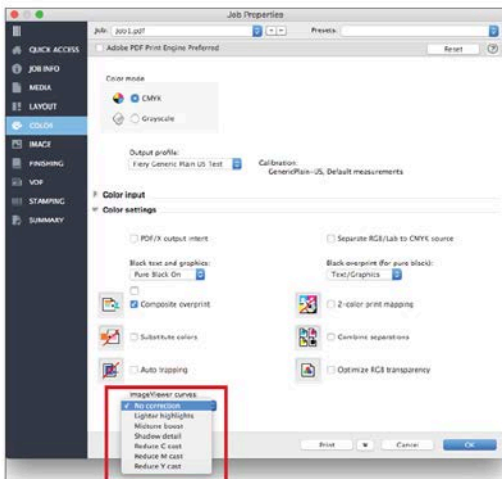 Job Properties
Job: Job1.pdf
Presets:
Adobe PDF Print Engine Preferred
Reset
QUICK ACCESS
JOB INFO
MEDIA
LAYOUT
COLOR
IMAGE
FINISHING
VDP
STAMPING
SUMMARY
Color mode
CMYK
Grayscale
Output profile:
Fiery Generic Plain US Test
Calibration:
GenericPlain-US, Default measurements
Color input
Color settings
PDF/X output intent
Separate RGB/Lab to CMYK source
Black text and graphics:
Pure Black On
Black overprint (for pure black):
Text/Graphics
Composite overprint
2-color print mapping
Substitute colors
Combine separations
Auto trapping
Optimize RGB transparency
ImageViewer curves:
No correction
Lighter highlights
Midtone boost
Shadow detail
Reduce C cast
Reduce M cast
Reduce Y cast
Print
Cancel
OK